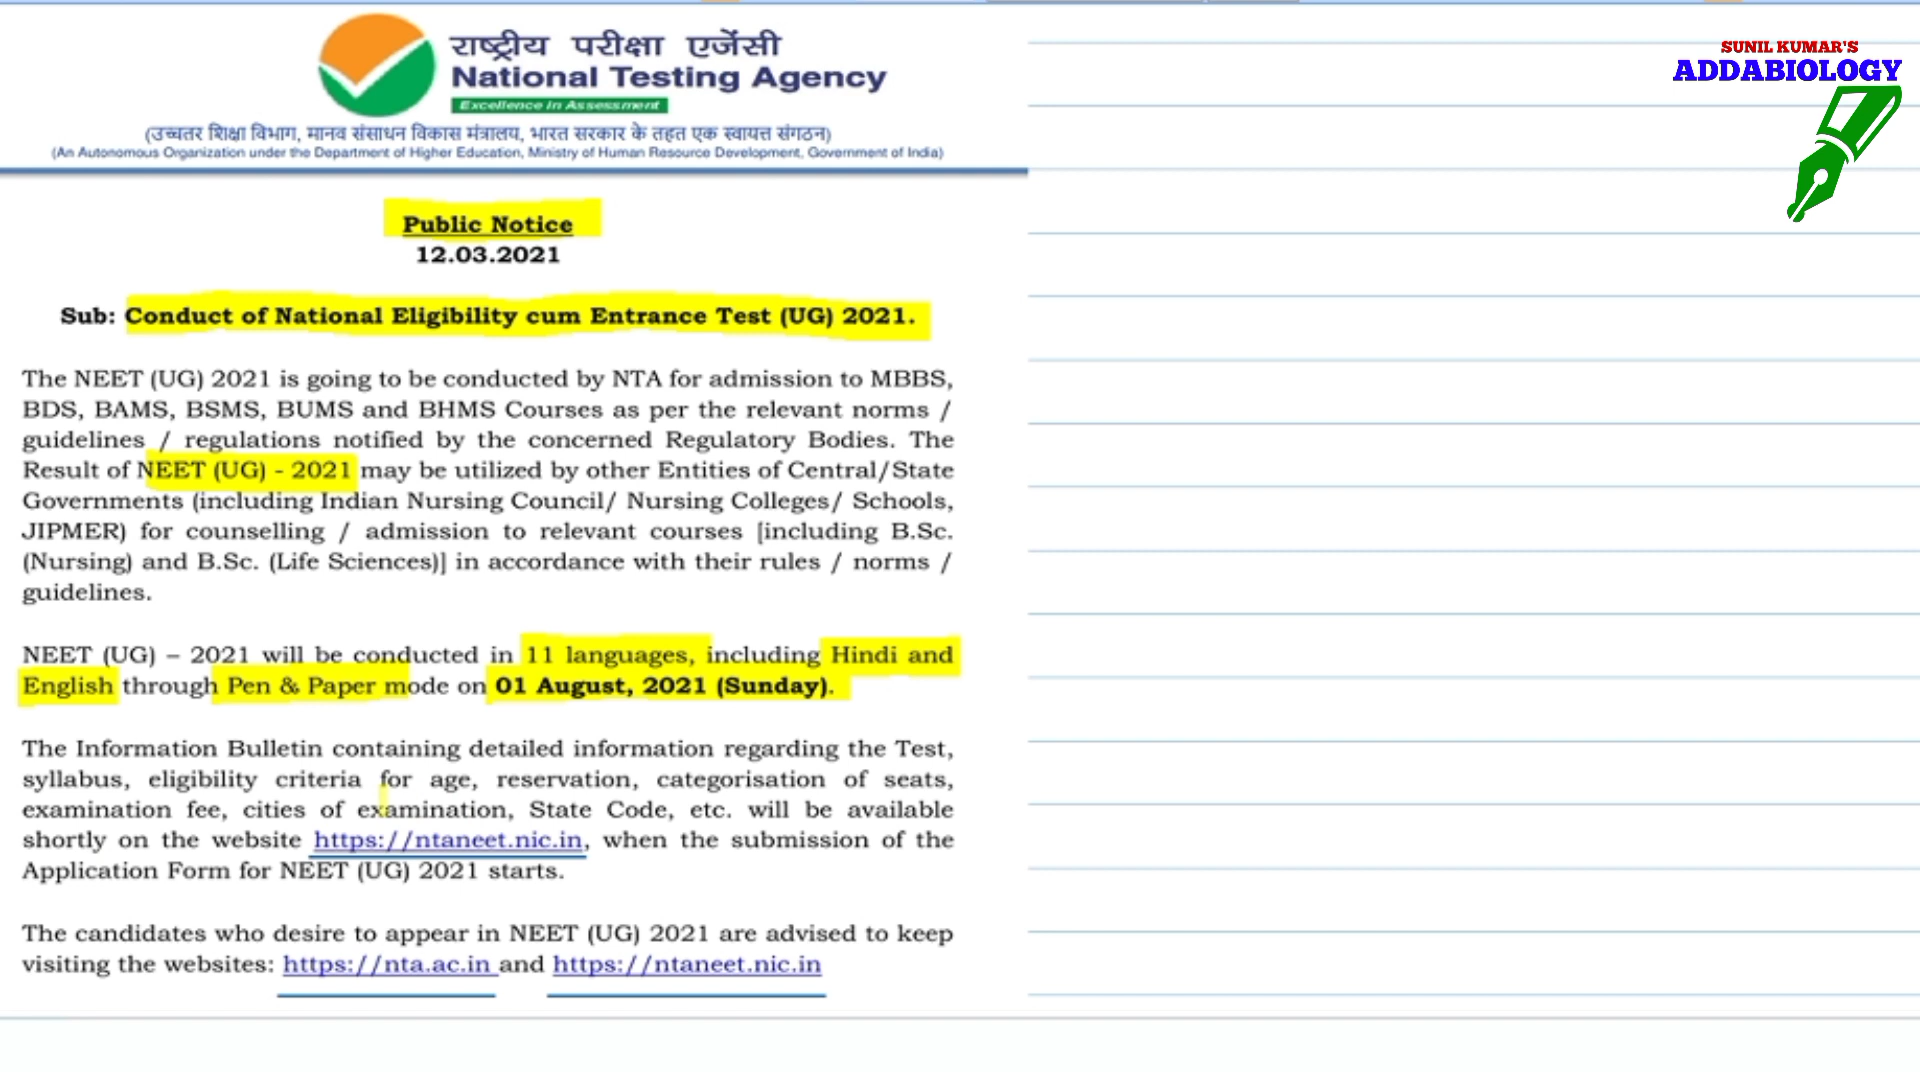 राष्ट्रीय परीक्षा एजेंसी
National Testing Agency
Excellence in Assessment
(उच्चतर शिक्षा विभाग, मानव संसाधन विकास मंत्रालय, भारत सरकार के तहत एक स्वायत्त संगठन)
(An Autonomous Organization under the Department of Higher Education, Ministry of Human Resource Development, Government of India)
SUNIL KUMAR'S
ADDABIOLOGY
Public Notice
12.03.2021
Sub: Conduct of National Eligibility cum Entrance Test (UG) 2021.
The NEET (UG) 2021 is going to be conducted by NTA for admission to MBBS,
BDS, BAMS, BSMS, BUMS and BHMS Courses as per the relevant norms /
guidelines / regulations notified by the concerned Regulatory Bodies. The
Result of NEET (UG) - 2021 may be utilized by other Entities of Central/State
Governments (including Indian Nursing Council/ Nursing Colleges/ Schools,
JIPMER) for counselling / admission to relevant courses [including B.Sc.
(Nursing) and B.Sc. (Life Sciences)] in accordance with their rules / norms /
guidelines.
NEET (UG) – 2021 will be conducted in 11 languages, including Hindi and
English through Pen & Paper mode on 01 August, 2021 (Sunday).
The Information Bulletin containing detailed information regarding the Test,
syllabus, eligibility criteria for age, reservation, categorisation of seats,
examination fee, cities of examination, State Code, etc. will be available
shortly on the website https://ntaneet.nic.in, when the submission of the
Application Form for NEET (UG) 2021 starts.
The candidates who desire to appear in NEET (UG) 2021 are advised to keep
visiting the websites: https://nta.ac.in and https://ntaneet.nic.in